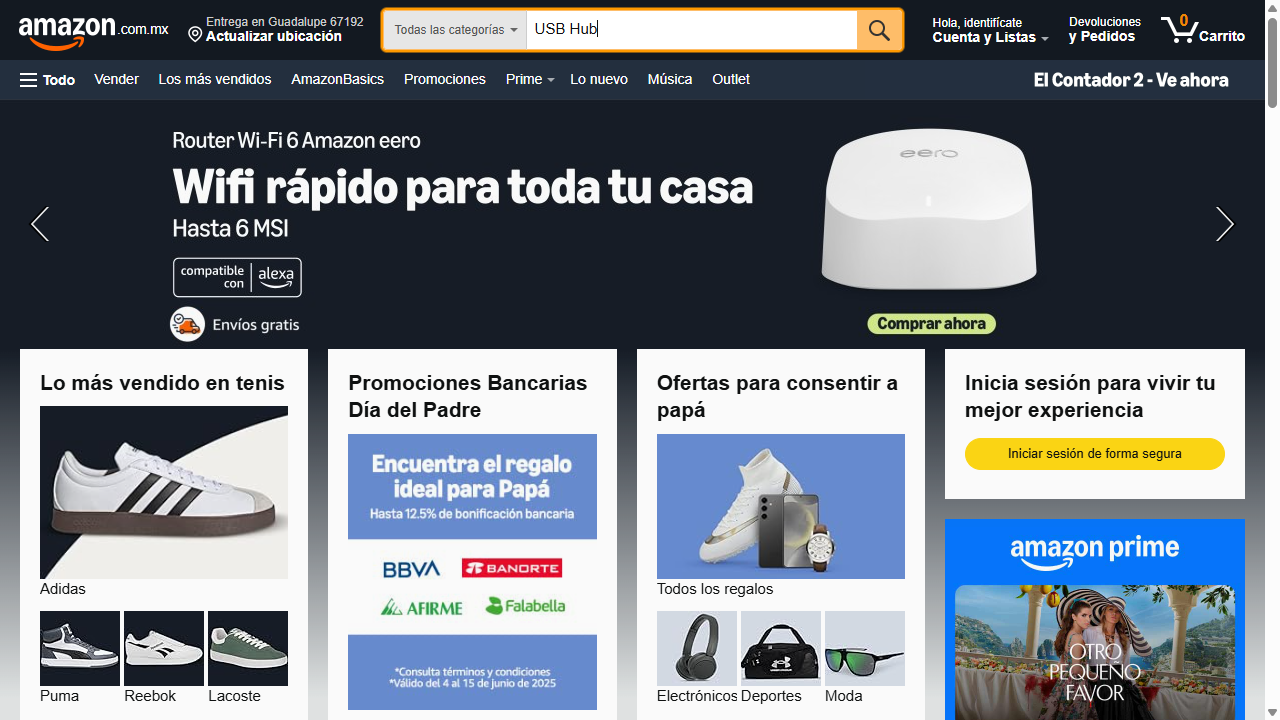 amazon.com.mx
Entrega en Guadalupe 67192
Actualizar ubicación
Todas las categorías
USB Hub
Hola, identifícate
Cuenta y Listas
Devoluciones
y Pedidos
0
Carrito
Todo
Vender
Los más vendidos
AmazonBasics
Promociones
Prime
Lo nuevo
Música
Outlet
El Contador 2 - Ve ahora
Router Wi-Fi 6 Amazon eero
Wifi rápido para toda tu casa
Hasta 6 MSI
compatible
con
alexa
Envíos gratis
eero
Comprar ahora
Lo más vendido en tenis
Adidas
Puma
Reebok
Lacoste
Promociones Bancarias
Día del Padre
Encuentra el regalo
ideal para Papá
Hasta 12.5% de bonificación bancaria
BBVA
BANORTE
AFIRME
Falabella
*Consulta términos y condiciones
*Válido del 4 al 15 de junio de 2025
Ofertas para consentir a
papá
Todos los regalos
Electrónicos
Deportes
Moda
Inicia sesión para vivir tu
mejor experiencia
Iniciar sesión de forma segura
amazon prime
OTRO
PEQUEÑO
FAVOR